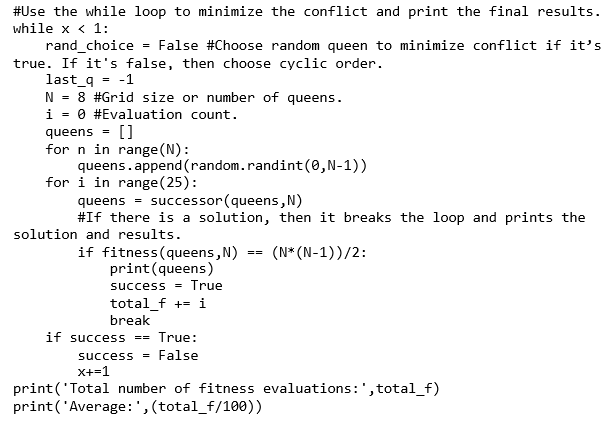 #Use the while loop to minimize the conflict and print the final results.
while x < 1:
    rand_choice = False #Choose random queen to minimize conflict if it’s
true. If it's false, then choose cyclic order.
    last_q = -1
    N = 8 #Grid size or number of queens.
    i = 0 #Evaluation count.
    queens = []
    for n in range(N):
        queens.append(random.randint(0,N-1))
    for i in range(25):
        queens = successor(queens,N)
        #If there is a solution, then it breaks the loop and prints the
solution and results.
        if fitness(queens,N) == (N*(N-1))/2:
            print(queens)
            success = True
            total_f += i
            break
    if success == True:
        success = False
        x+=1
print('Total number of fitness evaluations:',total_f)
print('Average:',(total_f/100))